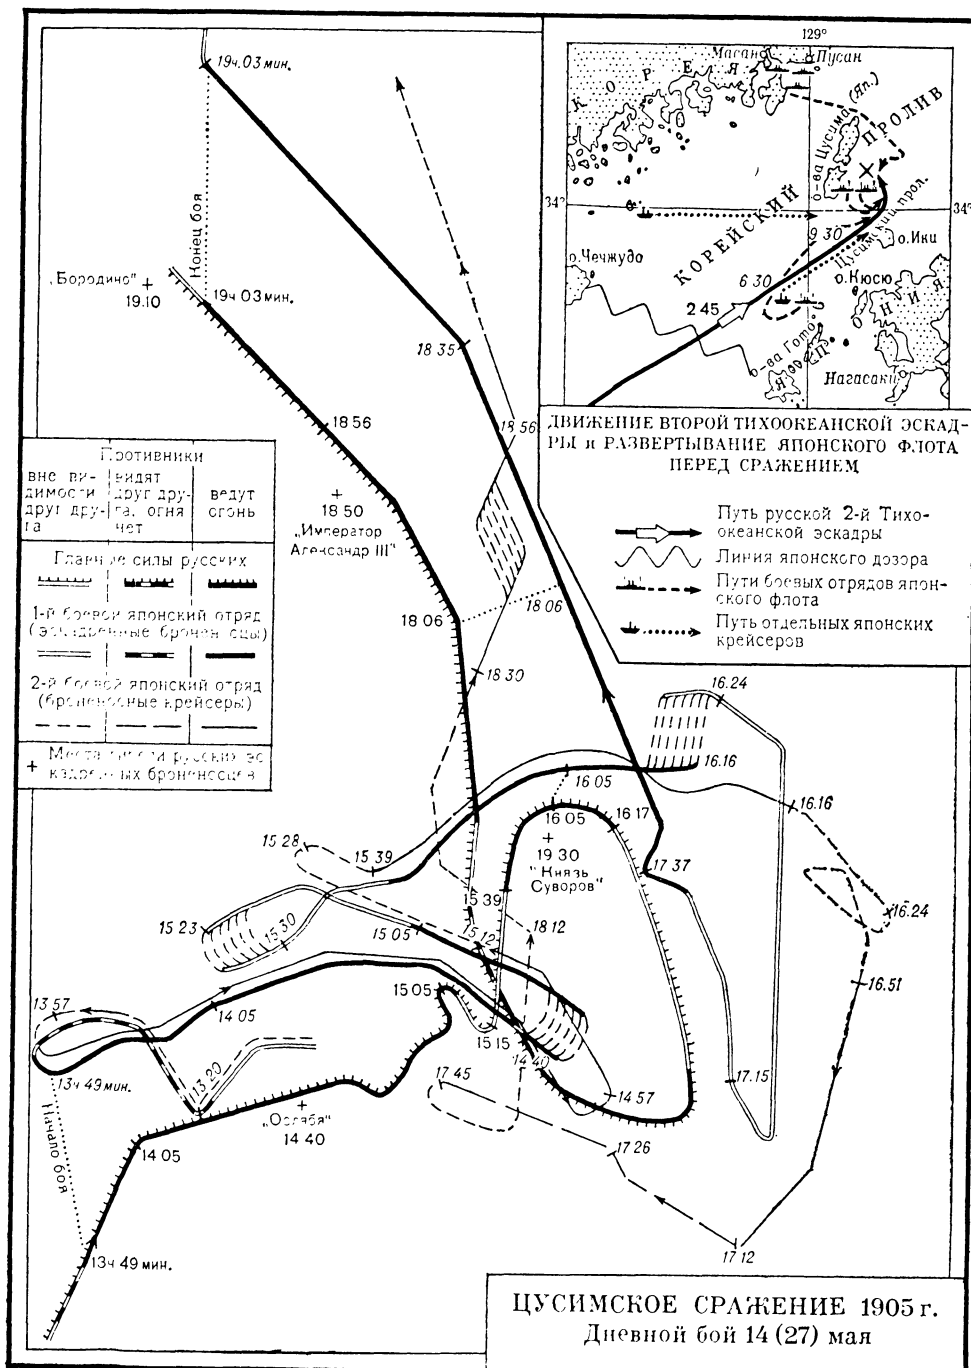 19ч.03 мин.
Конец боя
„Бородино"
19.10
19ч 03 мин.
18 35
18 56
18 56
18 50
„Император
Александр III"
18 06
18 06
18 30
129°
Масан
Пусан
КОРЕЯ
о-ва Цусима (Яп.)
КОРЕЙСКИЙ ПРОЛИВ
34°
34°
Цусимский прол.
9 30
о.Ики
о.Чечжудо
6 30
о.Кюсю
2 45
о-ва Гото
ЯПОНИЯ
Нагасаки
ДВИЖЕНИЕ ВТОРОЙ ТИХООКЕАНСКОЙ ЭСКАД-
РЫ и РАЗВЕРТЫВАНИЕ ЯПОНСКОГО ФЛОТА
ПЕРЕД СРАЖЕНИЕМ
Путь русской 2-й Тихо-
океанской эскадры
Линия японского дозора
Пути боевых отрядов япон-
ского флота
Путь отдельных японских
крейсеров
Противники
вне ви-
димости
друг дру-
га
видят
друг дру-
га, огня
нет
ведут
огонь
Главные силы русских
1-й боевой японский отряд
(эскадренные броненосцы)
2-й боевой японский отряд
(броненосные крейсеры)
+ Места гибели русских эс-
кадренных броненосцев
16.24
16.16
16.16
16 05
16 05
16 17
15 28
15 39
19 30
"Князь
Суворов"
17 37
15 39
16.24
15 23
15.30
15 05
15 12
18 12
16.51
13 57
14 05
15 05
15 15
14 40
13ч 49мин.
13 20
17 45
14 57
17.15
„Ослябя"
14 40
Начало боя
14 05
17 26
17 12
13ч 49 мин.
ЦУСИМСКОЕ СРАЖЕНИЕ 1905 г.
Дневной бой 14 (27) мая